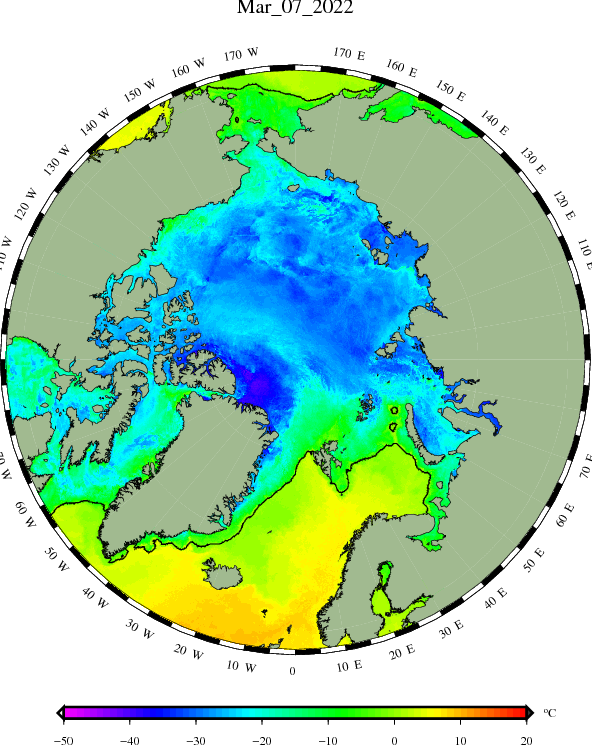 Mar_07_2022
170 W
170 E
160 W
160 E
150 W
150 E
140 W
140 E
130 W
130 E
120 W
120 E
110 E
70 E
60 W
60 E
50 W
50 E
40 W
40 E
30 W
30 E
20 W
20 E
10 W
10 E
0
°C
−50 −40 −30 −20 −10 0 10 20